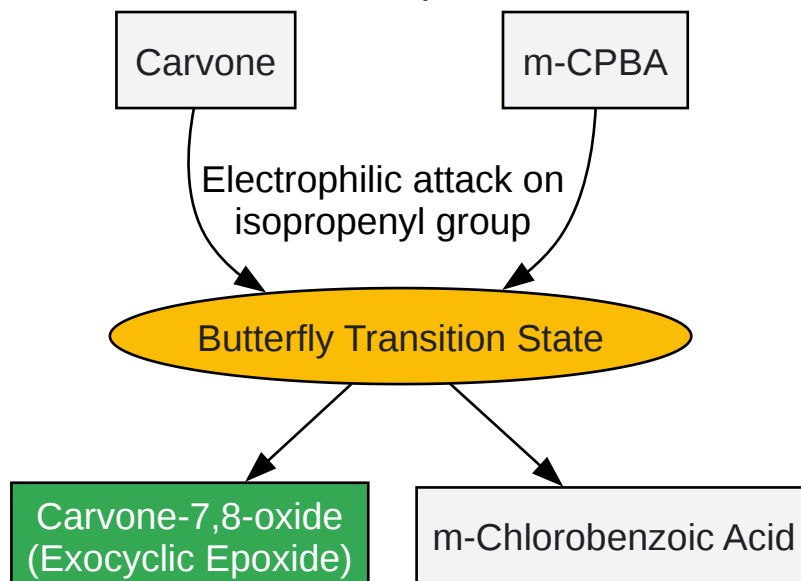 Carvone
m-CPBA
Electrophilic attack on
isopropenyl group
Butterfly Transition State
Carvone-7,8-oxide
(Exocyclic Epoxide)
m-Chlorobenzoic Acid